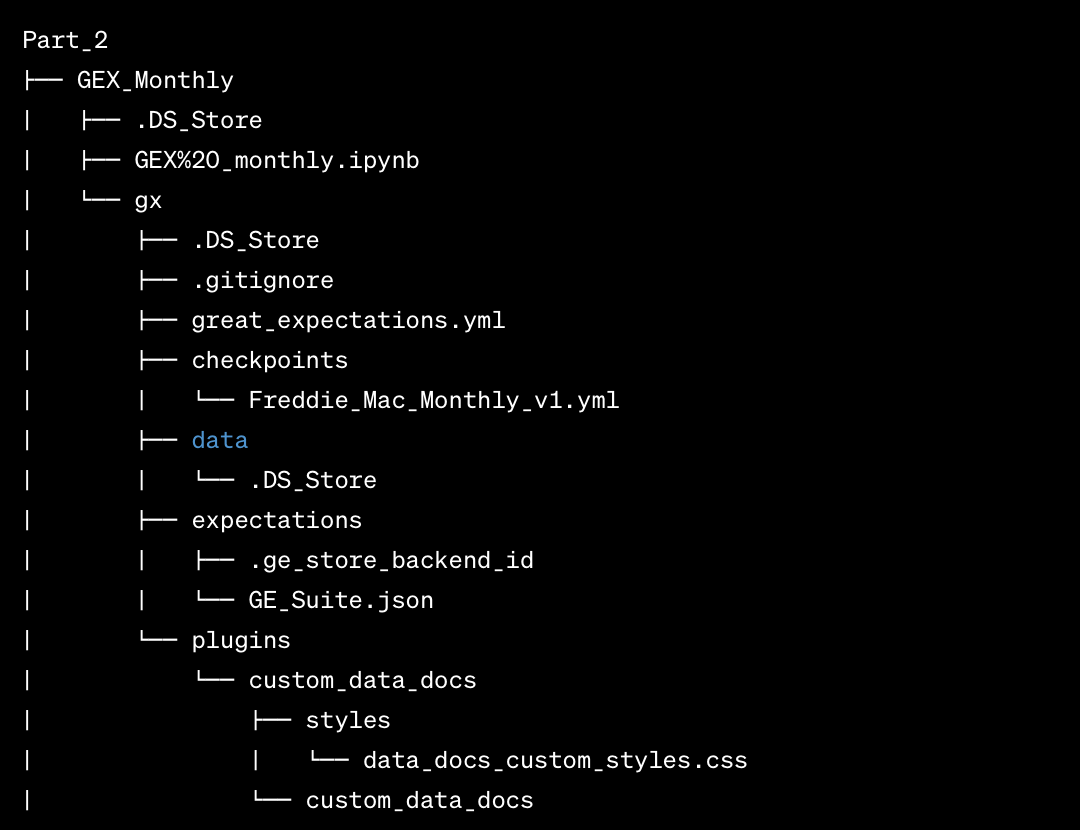 Part_2
├── GEX_Monthly
│   ├── .DS_Store
│   ├── GEX%20_monthly.ipynb
│   └── gx
│       ├── .DS_Store
│       ├── .gitignore
│       ├── great_expectations.yml
│       ├── checkpoints
│       │   └── Freddie_Mac_Monthly_v1.yml
│       ├── data
│       │   └── .DS_Store
│       ├── expectations
│       │   ├── .ge_store_backend_id
│       │   └── GE_Suite.json
│       └── plugins
│           └── custom_data_docs
│               ├── styles
│               │   └── data_docs_custom_styles.css
│               └── custom_data_docs